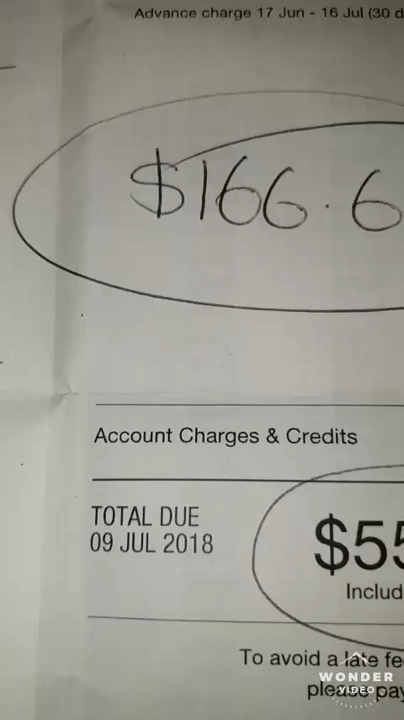 Advance charge 17 Jun - 16 Jul (30 d
$166.6
Account Charges & Credits
TOTAL DUE
09 JUL 2018
$55
Includ
To avoid a late fe
please pay
WONDER
VIDEO